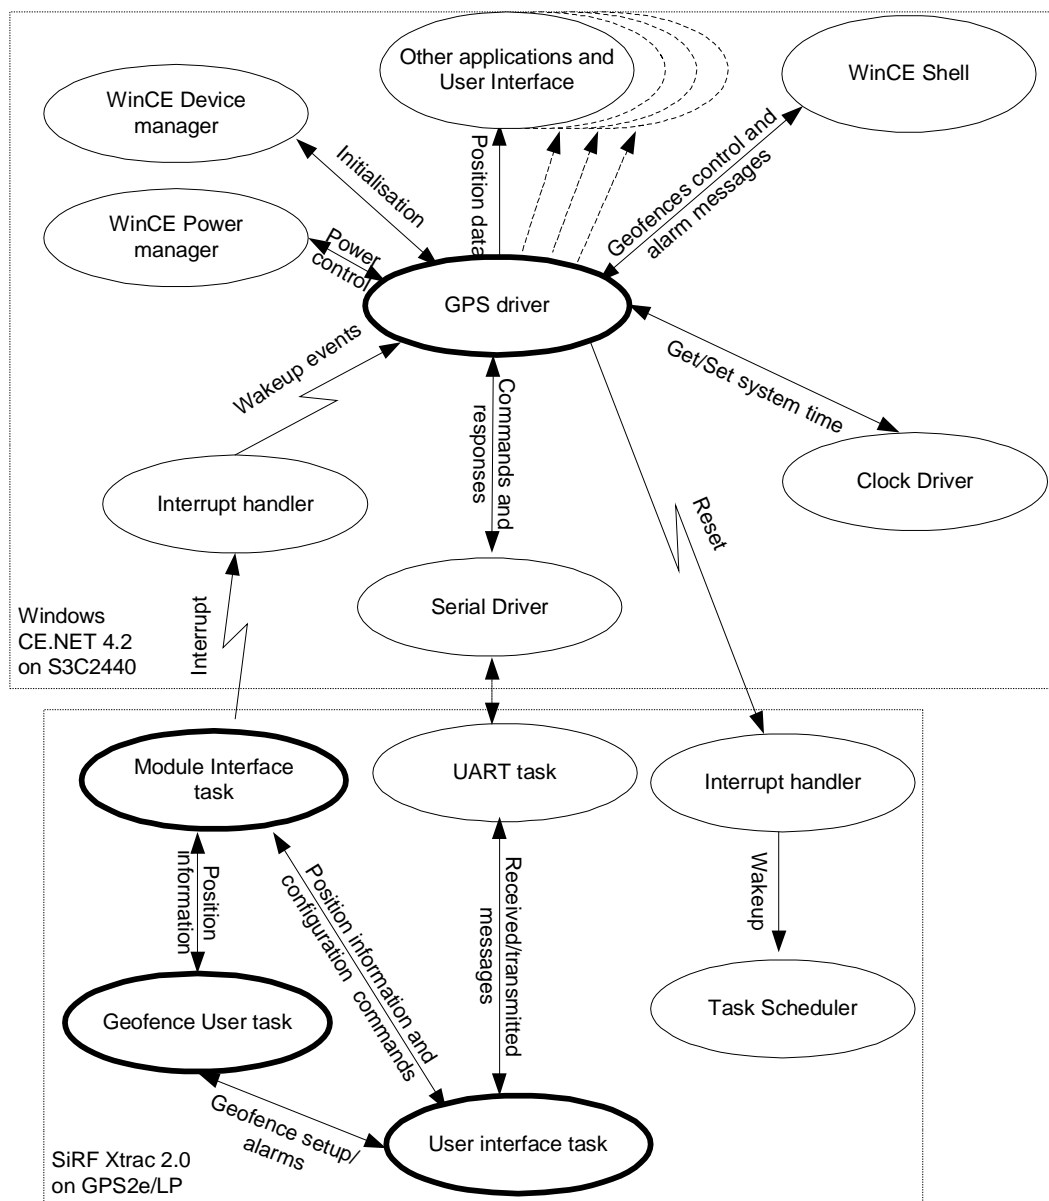 Other applications and
User Interface
WinCE Shell
WinCE Device
manager
Initialisation
Position data
Geofences control and
alarm messages
WinCE Power
manager
Power
control
GPS driver
Wakeup events
Commands and
responses
Get/Set system time
Interrupt handler
Clock Driver
Reset
Interrupt
Serial Driver
Windows
CE.NET 4.2
on S3C2440
Module Interface
task
UART task
Interrupt handler
Position
information
Position information and
configuration commands
Received/transmitted
messages
Wakeup
Geofence User task
Task Scheduler
Geofence setup/
alarms
User interface task
SiRF Xtrac 2.0
on GPS2e/LP